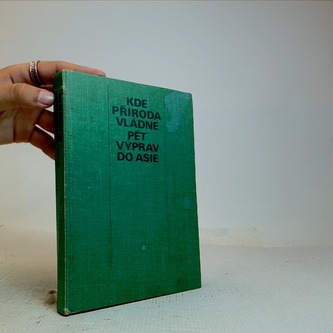 KDE
PŘÍRODA
VLÁDNE
PĚT
VÝPRAV
DO ASIE